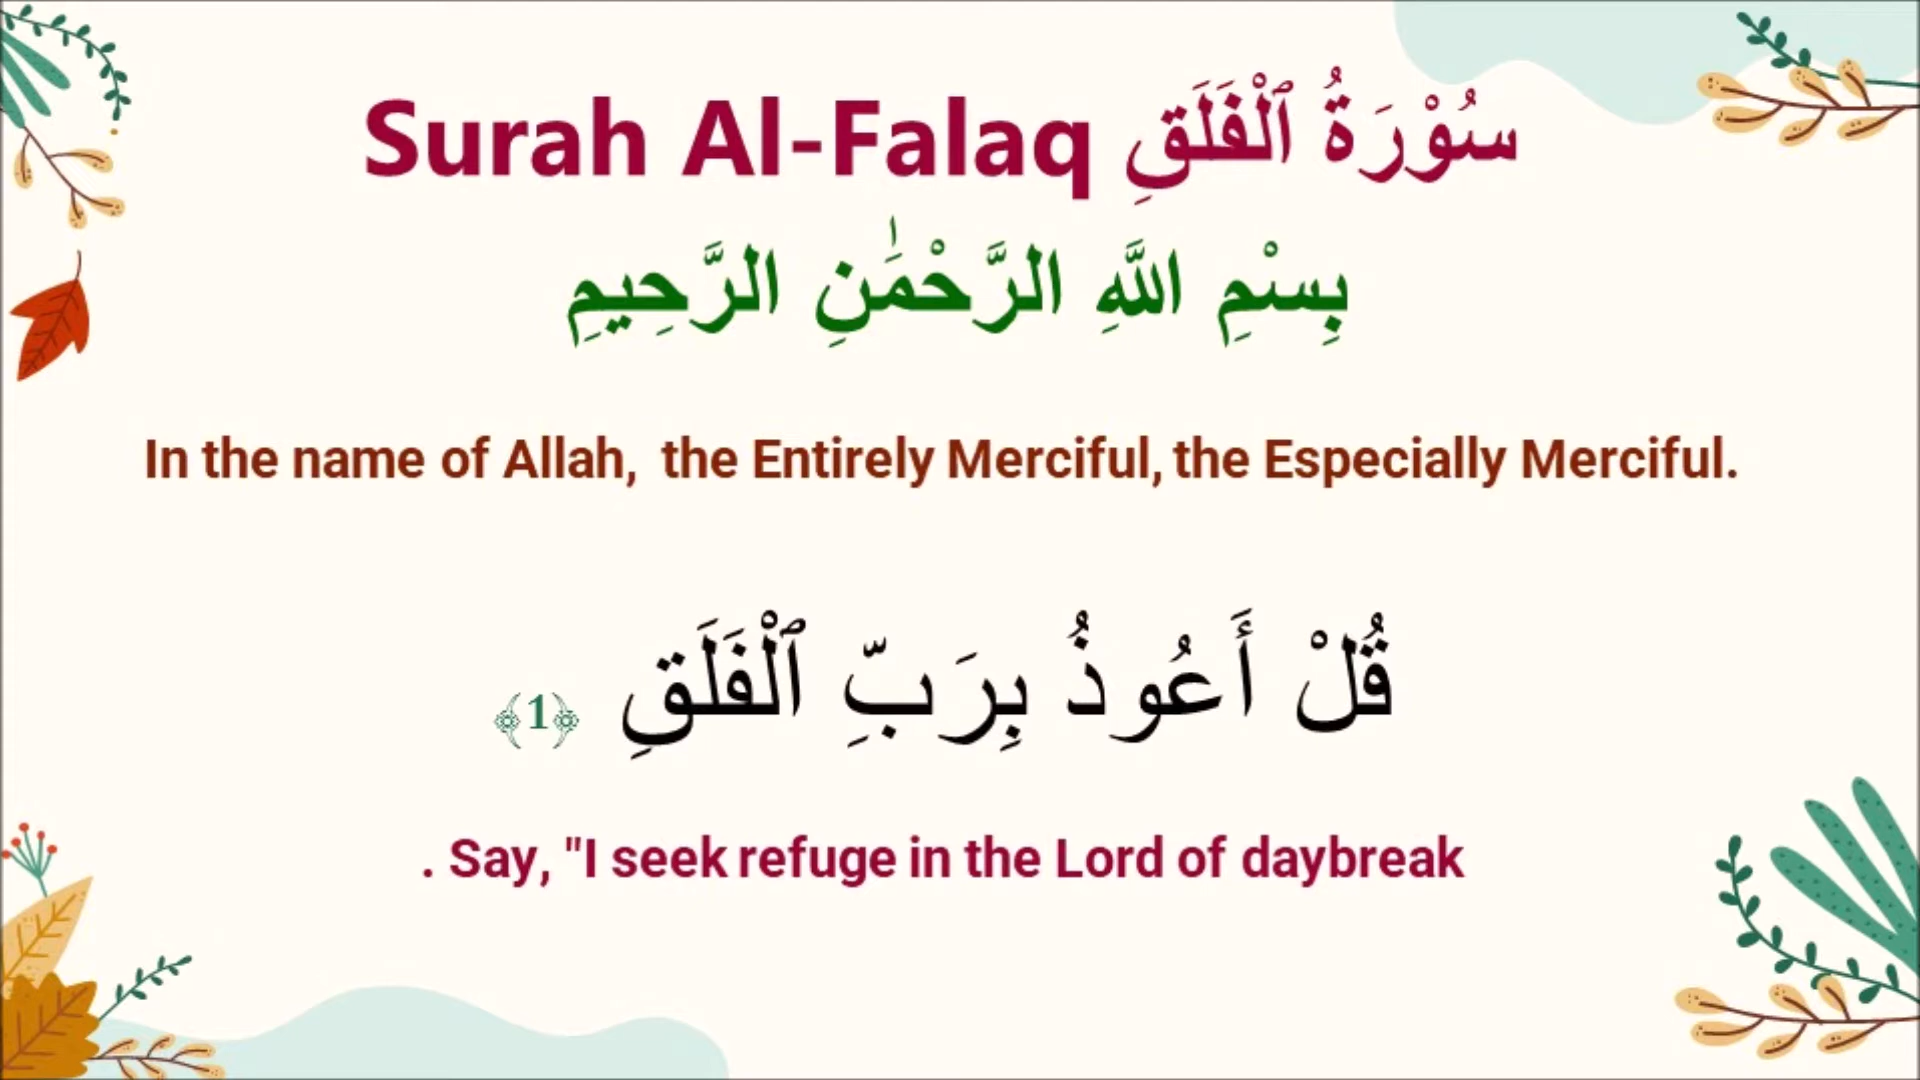 Surah Al-Falaq سُوْرَةُ ٱلْفَلَقِ
بِسْمِ اللَّهِ الرَّحْمَٰنِ الرَّحِيمِ
In the name of Allah, the Entirely Merciful, the Especially Merciful.
قُلْ أَعُوذُ بِرَبِّ ٱلْفَلَقِ ﴿1﴾
. Say, "I seek refuge in the Lord of daybreak